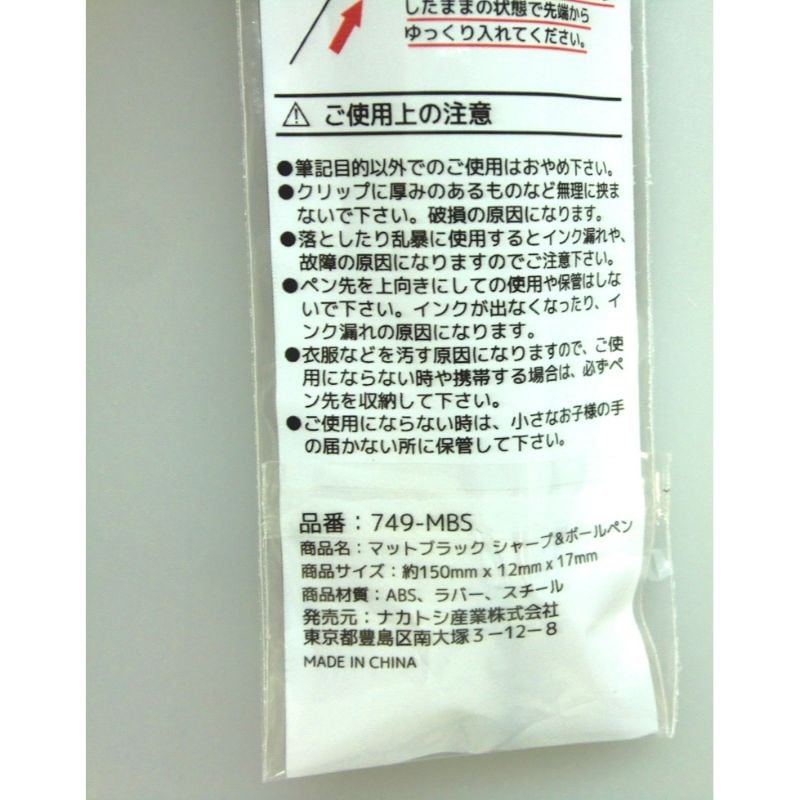 したままの状態で先端から
ゆっくり入れてください。
⚠ ご使用上の注意
●筆記目的以外でのご使用はおやめ下さい。
●クリップに厚みのあるものなど無理に挟ま
ないで下さい。破損の原因になります。
●落としたり乱暴に使用するとインク漏れや、
故障の原因になりますのでご注意下さい。
●ペン先を上向きにしての使用や保管はしな
いで下さい。インクが出なくなったり、イ
ンク漏れの原因になります。
●衣服などを汚す原因になりますので、ご使
用にならない時や携帯する場合は、必ずペ
ン先を収納して下さい。
●ご使用にならない時は、小さなお子様の手
の届かない所に保管して下さい。
品番：749-MBS
商品名：マットブラック シャープ&ボールペン
商品サイズ：約150mm x 12mm x 17mm
商品材質：ABS、ラバー、スチール
発売元：ナカトシ産業株式会社
東京都豊島区南大塚3-12-8
MADE IN CHINA